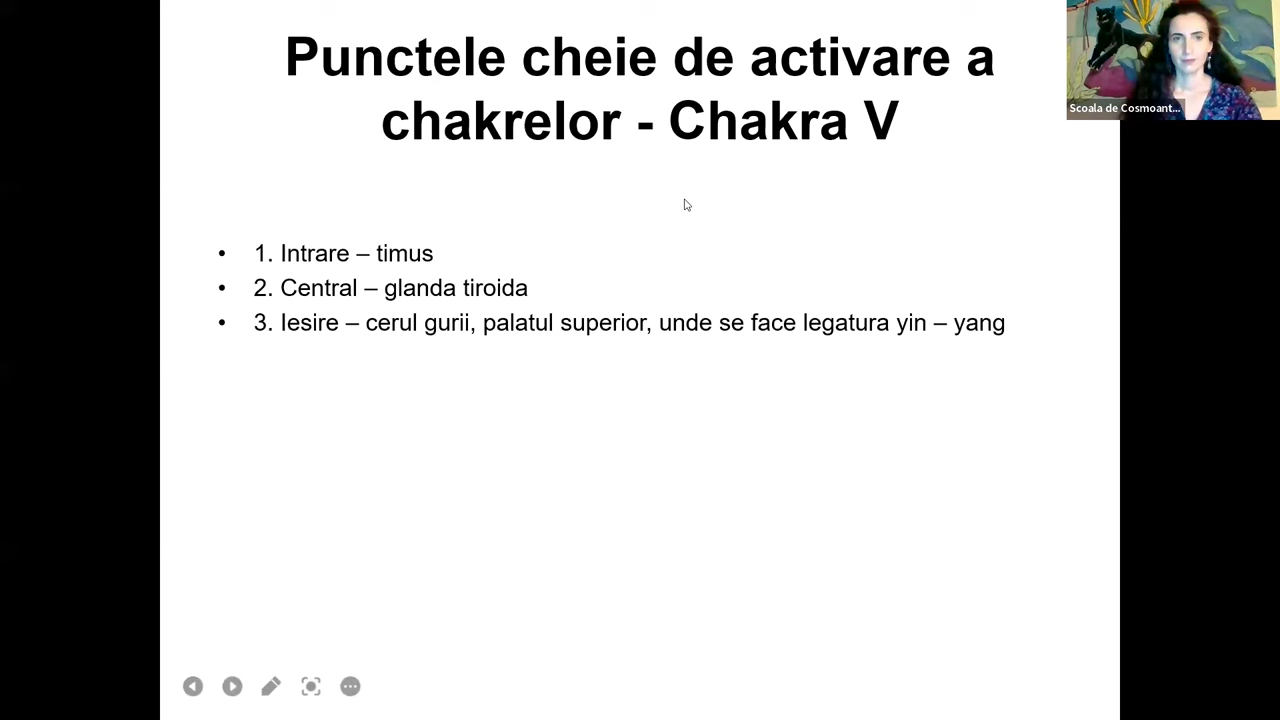 Punctele cheie de activare a
chakrelor - Chakra V
Scoala de Cosmoant...
• 1. Intrare – timus
• 2. Central – glanda tiroida
• 3. Iesire – cerul gurii, palatul superior, unde se face legatura yin – yang